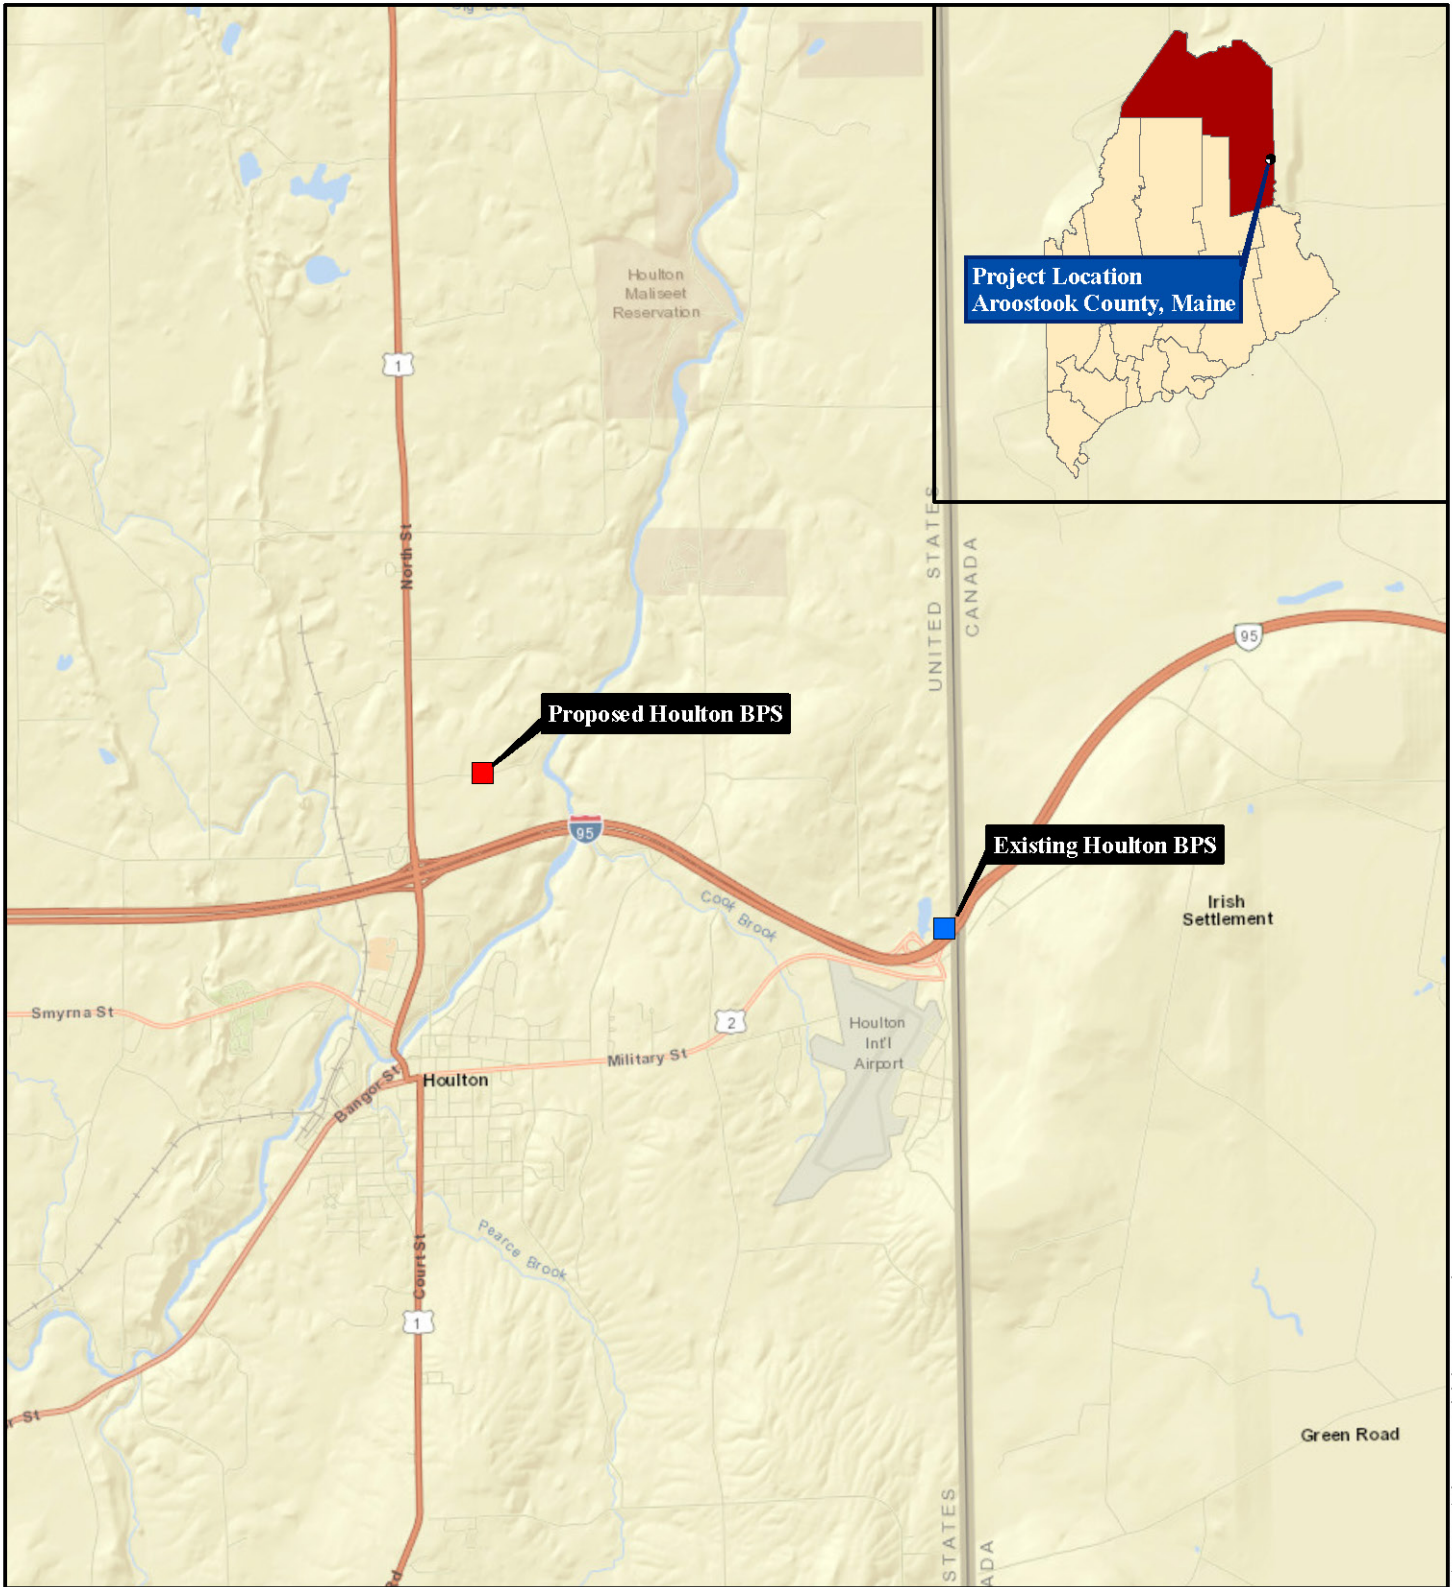 Project Location
Aroostook County, Maine
Houlton
Maliseet
Reservation
1
North St
UNITED STATES
CANADA
95
Proposed Houlton BPS
95
Existing Houlton BPS
Irish
Settlement
Cook Brook
Smyrna St
2
Houlton
Int'l
Airport
Military St
Houlton
Bangor St
Pearce Brook
Court St
1
St
Green Road
STATES
ADA
Rd